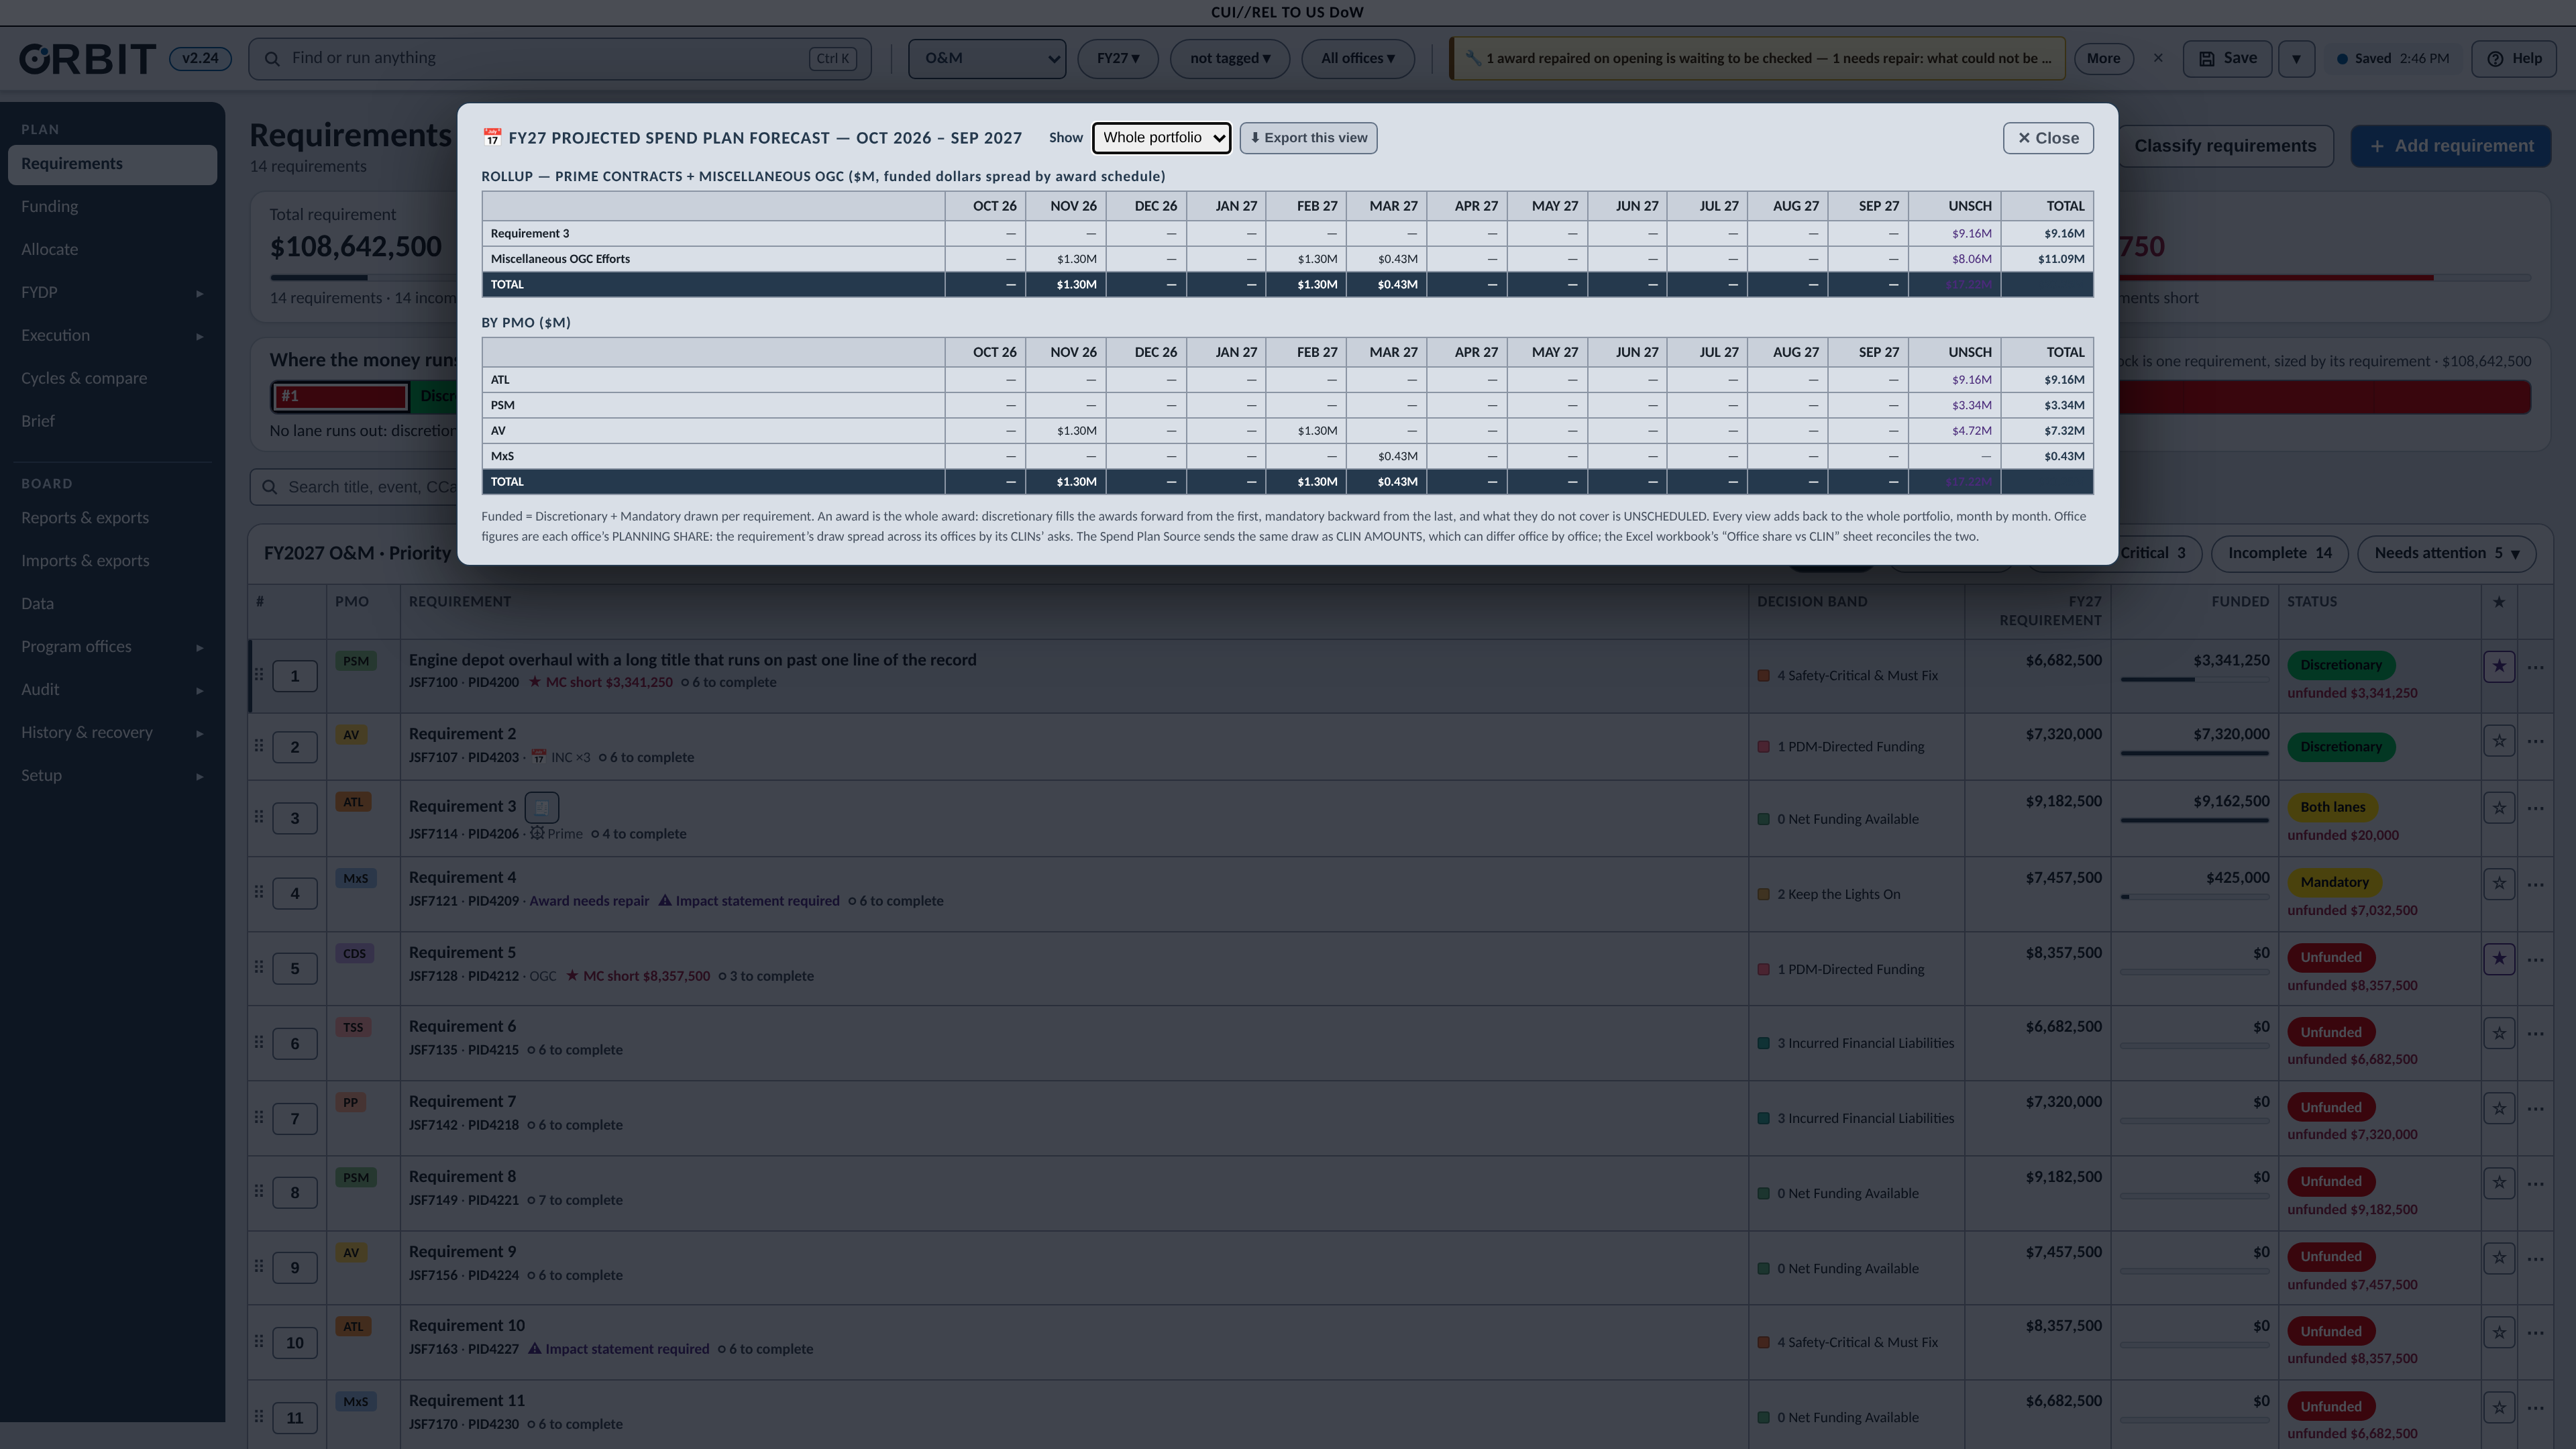 CUI//REL TO US DoW
ORBIT v2.24 Find or run anything Ctrl K O&M FY27 ▾ not tagged ▾ All offices ▾ 🔧 1 award repaired on opening is waiting to be checked — 1 needs repair: what could not be ... More × Save ▾ Saved 2:46 PM Help
PLAN
Requirements
Funding
Allocate
FYDP ▸
Execution ▸
Cycles & compare
Brief
BOARD
Reports & exports
Imports & exports
Data
Program offices ▸
Audit ▸
History & recovery ▸
Setup ▸
Requirements
14 requirements
Classify requirements
+ Add requirement
Total requirement
$108,642,500
14 requirements · 14 incom
750
ments short
Where the money runs
#1 Discr
No lane runs out: discretion
ock is one requirement, sized by its requirement · $108,642,500
Search title, event, CCa
📅 FY27 PROJECTED SPEND PLAN FORECAST — OCT 2026 – SEP 2027 Show Whole portfolio ⬇ Export this view ✕ Close
ROLLUP — PRIME CONTRACTS + MISCELLANEOUS OGC ($M, funded dollars spread by award schedule)
OCT 26 NOV 26 DEC 26 JAN 27 FEB 27 MAR 27 APR 27 MAY 27 JUN 27 JUL 27 AUG 27 SEP 27 UNSCH TOTAL
Requirement 3 — — — — — — — — — — — — $9.16M $9.16M
Miscellaneous OGC Efforts — $1.30M — — $1.30M $0.43M — — — — — — $8.06M $11.09M
TOTAL — $1.30M — — $1.30M $0.43M — — — — — — $17.22M
BY PMO ($M)
OCT 26 NOV 26 DEC 26 JAN 27 FEB 27 MAR 27 APR 27 MAY 27 JUN 27 JUL 27 AUG 27 SEP 27 UNSCH TOTAL
ATL — — — — — — — — — — — — $9.16M $9.16M
PSM — — — — — — — — — — — — $3.34M $3.34M
AV — $1.30M — — $1.30M — — — — — — — $4.72M $7.32M
MxS — — — — — $0.43M — — — — — — — $0.43M
TOTAL — $1.30M — — $1.30M $0.43M — — — — — — $17.22M
Funded = Discretionary + Mandatory drawn per requirement. An award is the whole award: discretionary fills the awards forward from the first, mandatory backward from the last, and what they do not cover is UNSCHEDULED. Every view adds back to the whole portfolio, month by month. Office
figures are each office's PLANNING SHARE: the requirement's draw spread across its offices by its CLINs' asks. The Spend Plan Source sends the same draw as CLIN AMOUNTS, which can differ office by office; the Excel workbook's "Office share vs CLIN" sheet reconciles the two.
FY2027 O&M · Priority
Critical 3 Incomplete 14 Needs attention 5 ▾
# PMO REQUIREMENT DECISION BAND FY27 REQUIREMENT FUNDED STATUS ★
1 PSM Engine depot overhaul with a long title that runs on past one line of the record $6,682,500 $3,341,250 Discretionary ★ ...
JSF7100 · PID4200 ★ MC short $3,341,250 6 to complete 4 Safety-Critical & Must Fix unfunded $3,341,250
2 AV Requirement 2 $7,320,000 $7,320,000 Discretionary ☆ ...
JSF7107 · PID4203 · 📅 INC ×3 6 to complete 1 PDM-Directed Funding
3 ATL Requirement 3 $9,182,500 $9,162,500 Both lanes ☆ ...
JSF7114 · PID4206 · Prime 4 to complete 0 Net Funding Available unfunded $20,000
4 MxS Requirement 4 $7,457,500 $425,000 Mandatory ☆ ...
JSF7121 · PID4209 · Award needs repair ⚠ Impact statement required 6 to complete 2 Keep the Lights On unfunded $7,032,500
5 CDS Requirement 5 $8,357,500 $0 Unfunded ★ ...
JSF7128 · PID4212 · OGC ★ MC short $8,357,500 3 to complete 1 PDM-Directed Funding unfunded $8,357,500
6 TSS Requirement 6 $6,682,500 $0 Unfunded ☆ ...
JSF7135 · PID4215 6 to complete 3 Incurred Financial Liabilities unfunded $6,682,500
7 PP Requirement 7 $7,320,000 $0 Unfunded ☆ ...
JSF7142 · PID4218 6 to complete 3 Incurred Financial Liabilities unfunded $7,320,000
8 PSM Requirement 8 $9,182,500 $0 Unfunded ☆ ...
JSF7149 · PID4221 7 to complete 0 Net Funding Available unfunded $9,182,500
9 AV Requirement 9 $7,457,500 $0 Unfunded ☆ ...
JSF7156 · PID4224 6 to complete 0 Net Funding Available unfunded $7,457,500
10 ATL Requirement 10 $8,357,500 $0 Unfunded ☆ ...
JSF7163 · PID4227 ⚠ Impact statement required 6 to complete 4 Safety-Critical & Must Fix unfunded $8,357,500
11 MxS Requirement 11 $6,682,500 $0 Unfunded ☆ ...
JSF7170 · PID4230 6 to complete 0 Net Funding Available unfunded $6,682,500